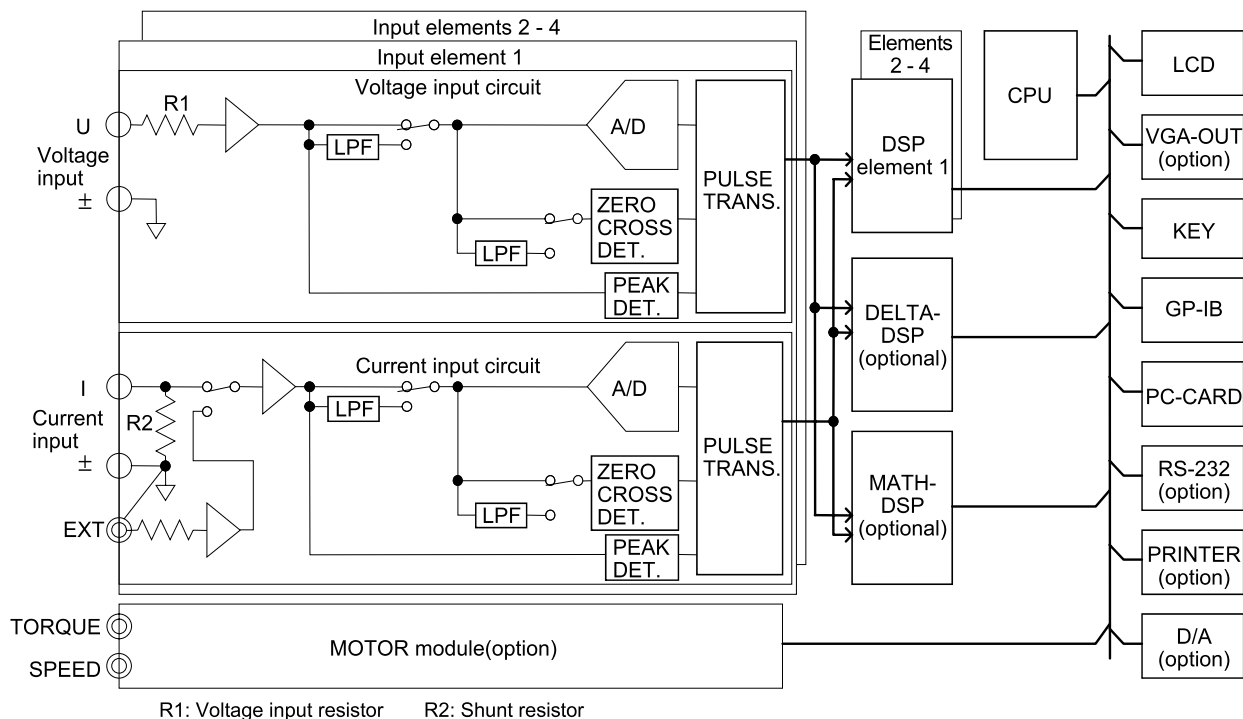 Input elements 2 - 4
Input element 1
Voltage input circuit
U
R1
Voltage
input
±
LPF
A/D
LPF
ZERO
CROSS
DET.
PEAK
DET.
PULSE
TRANS.
Current input circuit
I
R2
Current
input
±
EXT
LPF
A/D
LPF
ZERO
CROSS
DET.
PEAK
DET.
PULSE
TRANS.
TORQUE
SPEED
MOTOR module(option)
Elements
2 - 4
DSP
element 1
DELTA-
DSP
(optional)
MATH-
DSP
(optional)
CPU
LCD
VGA-OUT
(option)
KEY
GP-IB
PC-CARD
RS-232
(option)
PRINTER
(option)
D/A
(option)
R1: Voltage input resistor R2: Shunt resistor